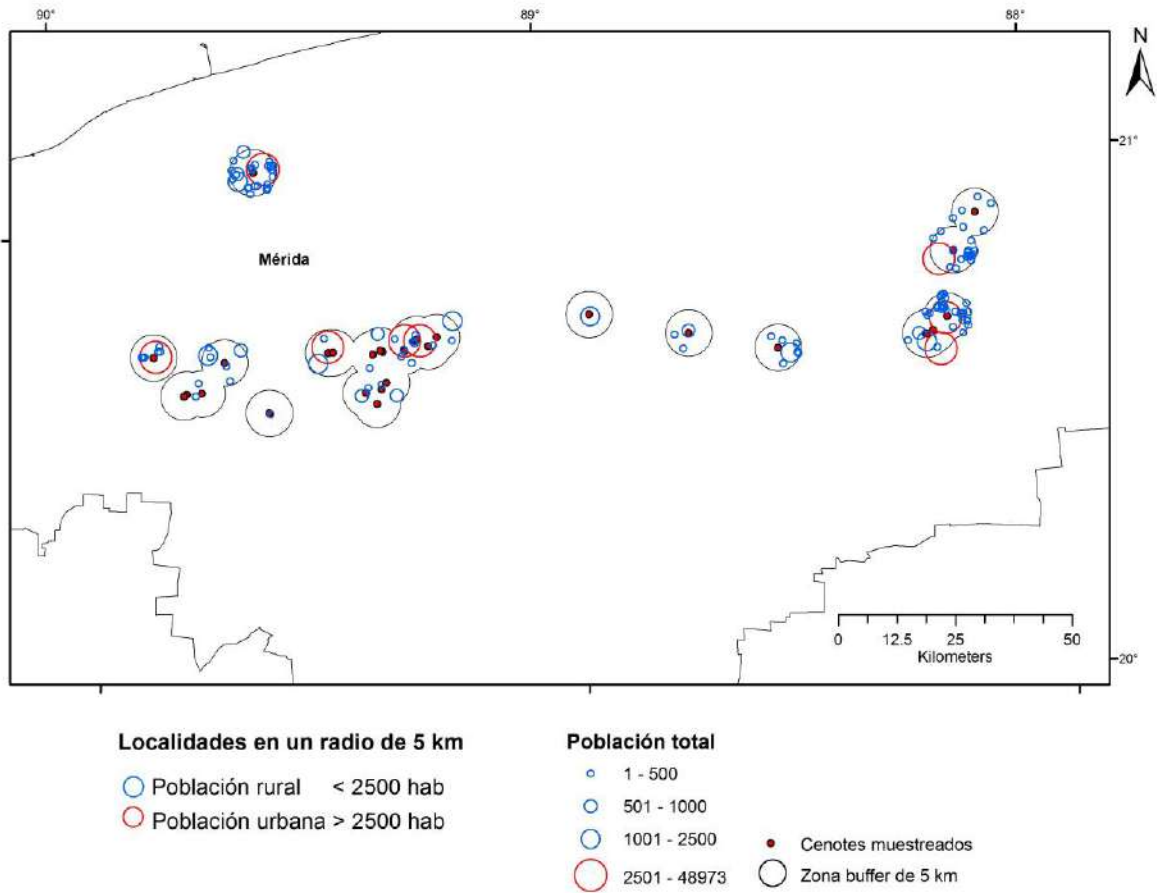 90° 89° 88°
N
21°
Mérida
0 12.5 25 50
Kilometers
20°
Localidades en un radio de 5 km
Población rural < 2500 hab
Población urbana > 2500 hab
Población total
1 - 500
501 - 1000
1001 - 2500
2501 - 48973
Cenotes muestreados
Zona buffer de 5 km